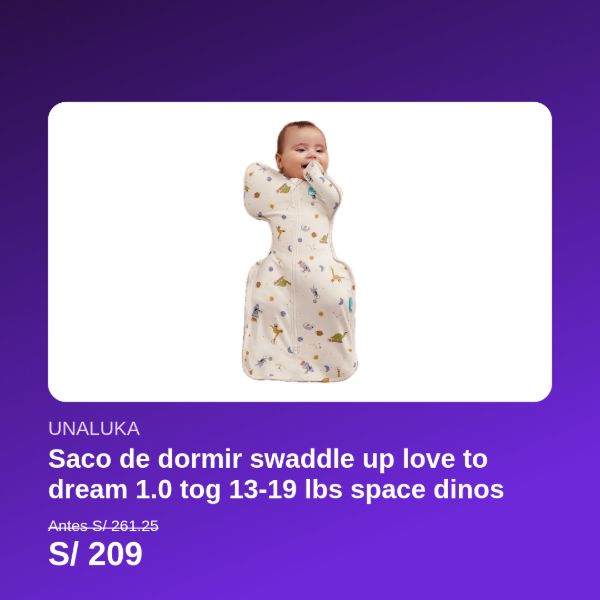 UNALUKA
Saco de dormir swaddle up love to
dream 1.0 tog 13-19 lbs space dinos
Antes S/ 261.25
S/ 209